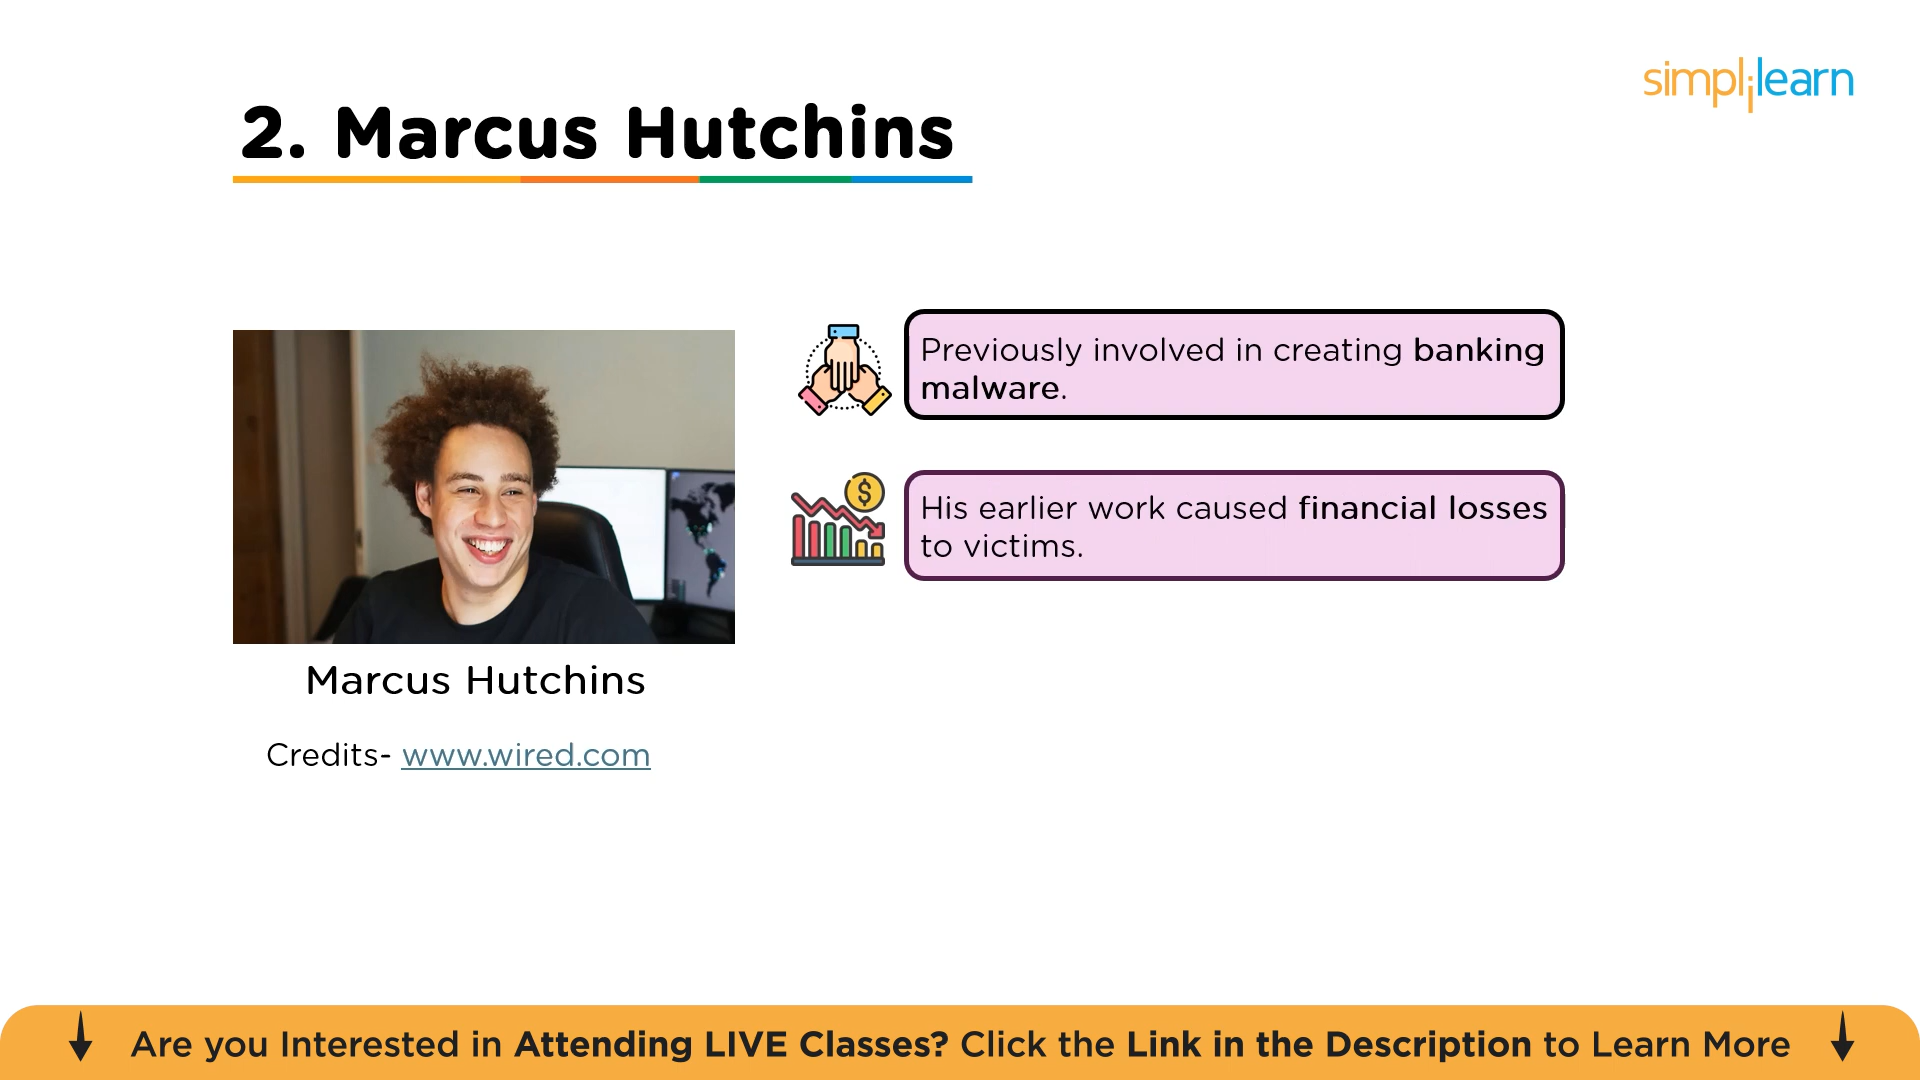 simplilearn
2. Marcus Hutchins
Previously involved in creating banking
malware.
His earlier work caused financial losses
to victims.
Marcus Hutchins
Credits- www.wired.com
Are you Interested in Attending LIVE Classes? Click the Link in the Description to Learn More